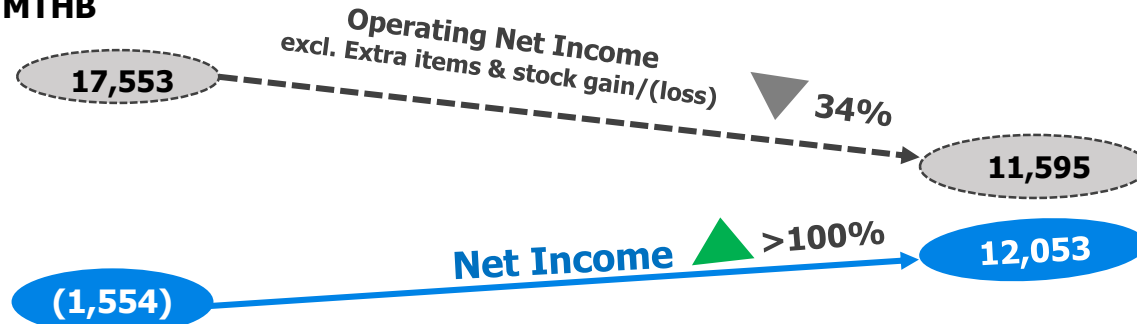 MTHB
Operating Net Income
excl. Extra items & stock gain/(loss)
17,553
34%
11,595
Net Income
>100%
12,053
(1,554)